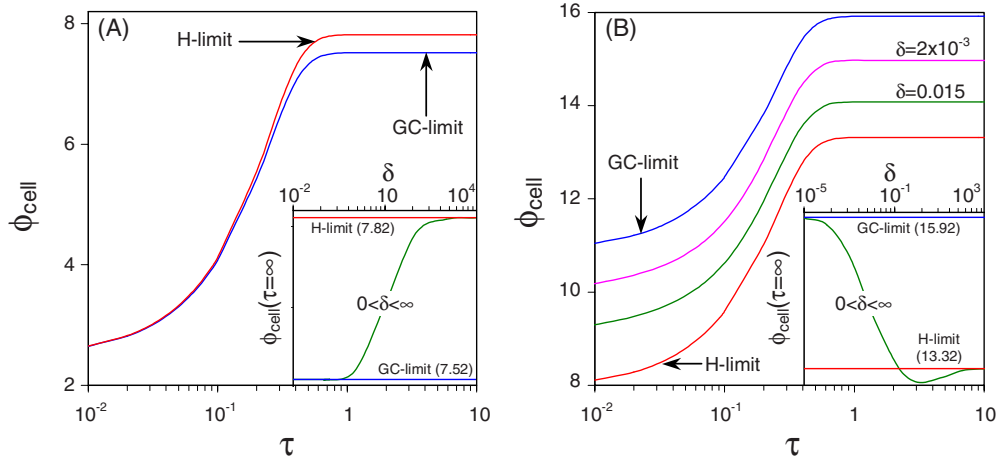 (A)
8
6
4
2
ϕcell
H-limit
GC-limit
δ
10-2 10 104
H-limit (7.82)
0<δ<∞
GC-limit (7.52)
ϕcell(τ=∞)
10-2 10-1 1 10
τ
(B)
16
14
12
10
8
ϕcell
δ=2x10-3
δ=0.015
GC-limit
H-limit
δ
10-5 10-1 103
GC-limit (15.92)
0<δ<∞
H-limit
(13.32)
ϕcell(τ=∞)
10-2 10-1 1 10
τ